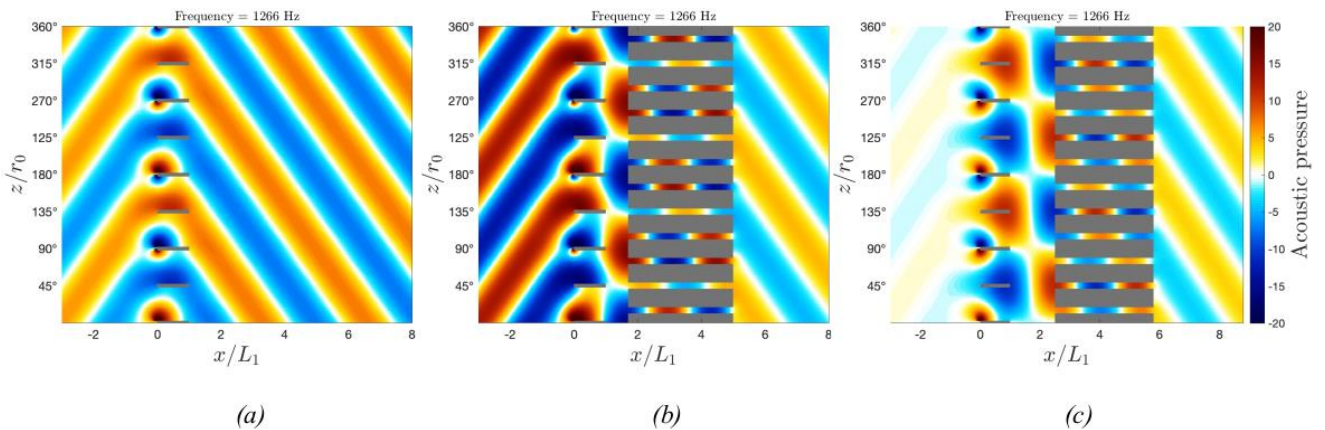 Frequency = 1266 Hz
360°
315°
270°
125°
180°
135°
90°
45°
z/r₀
-2 0 2 4 6 8
x/L₁
(a)
Frequency = 1266 Hz
360°
315°
270°
125°
180°
135°
90°
45°
z/r₀
-2 0 2 4 6 8
x/L₁
(b)
Frequency = 1266 Hz
360°
315°
270°
125°
180°
135°
90°
45°
z/r₀
-2 0 2 4 6 8
x/L₁
(c)
20
15
10
5
0
-5
-10
-15
-20
Acoustic pressure